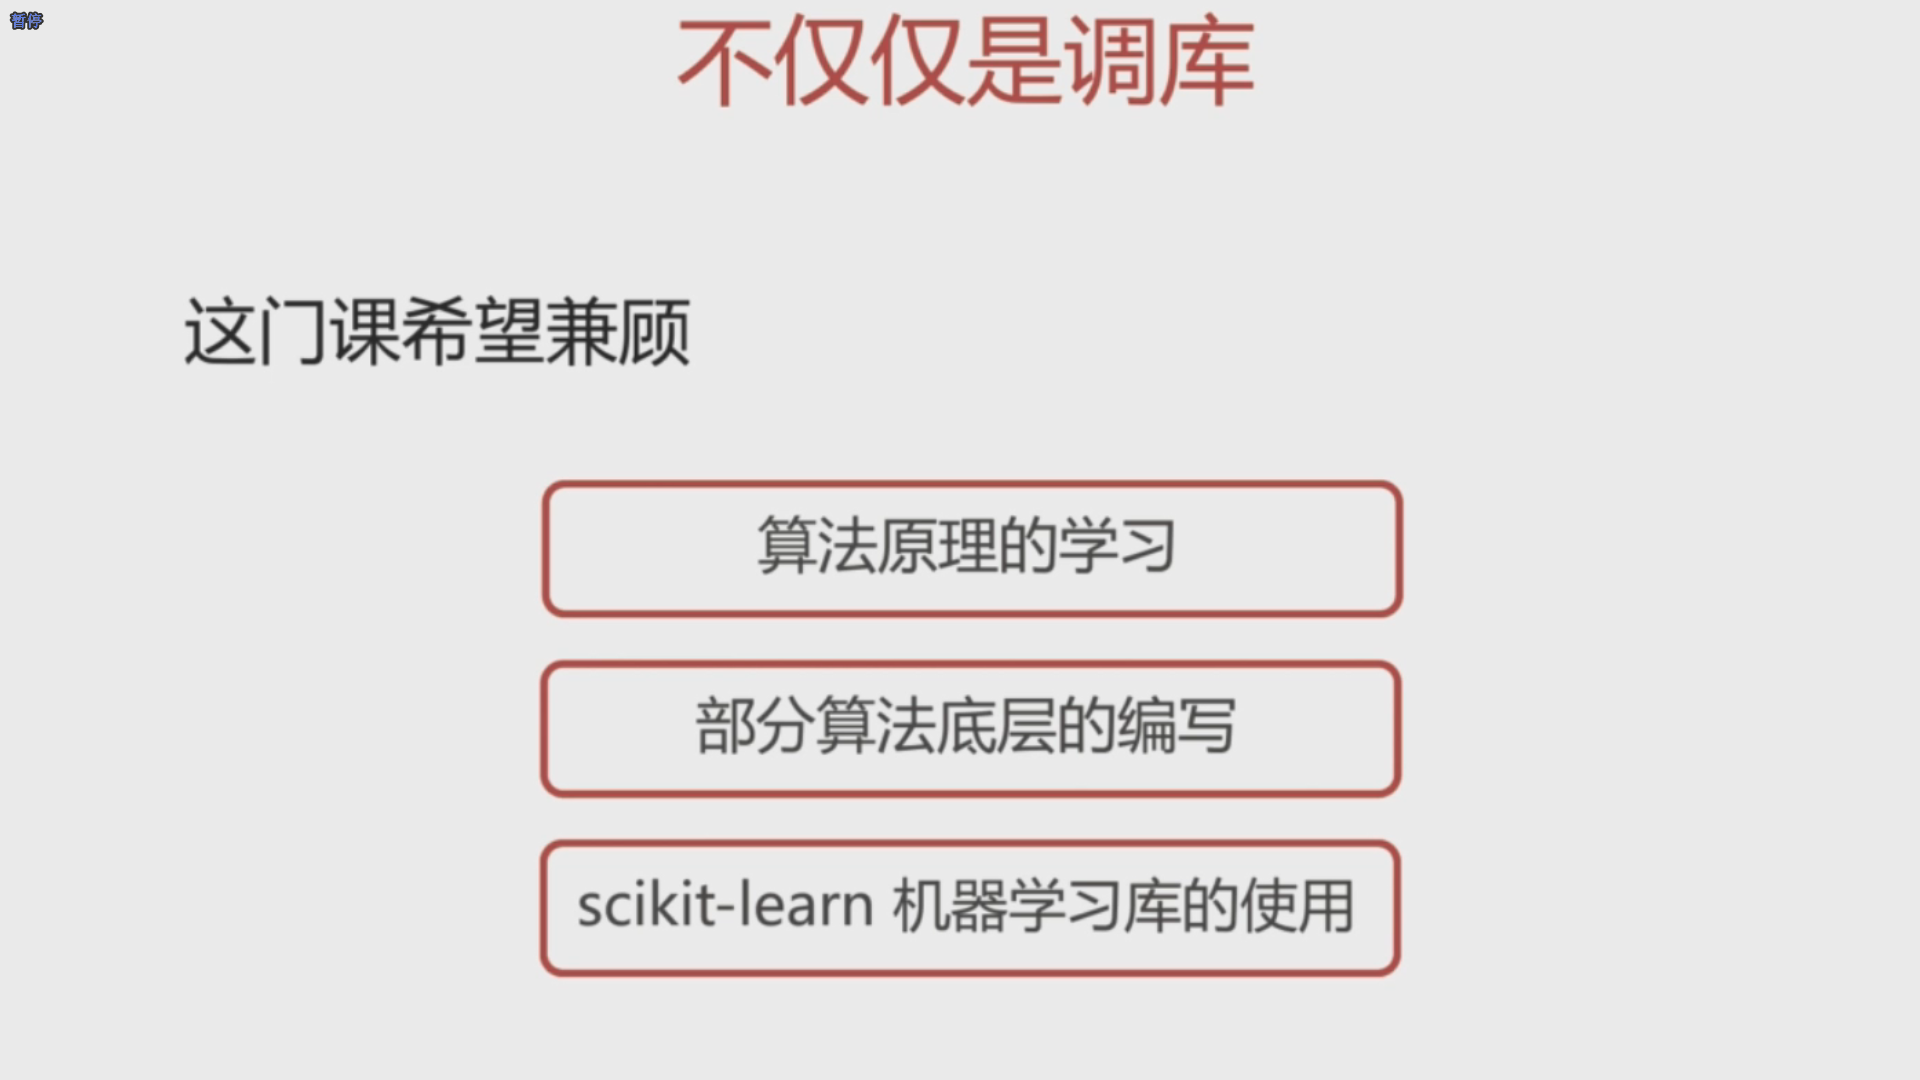 暂停
不仅仅是调库
这门课希望兼顾
算法原理的学习
部分算法底层的编写
scikit-learn 机器学习库的使用